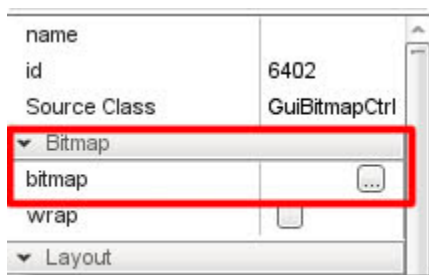 name
id 6402
Source Class GuiBitmapCtrl
Bitmap
bitmap ...
wrap
Layout